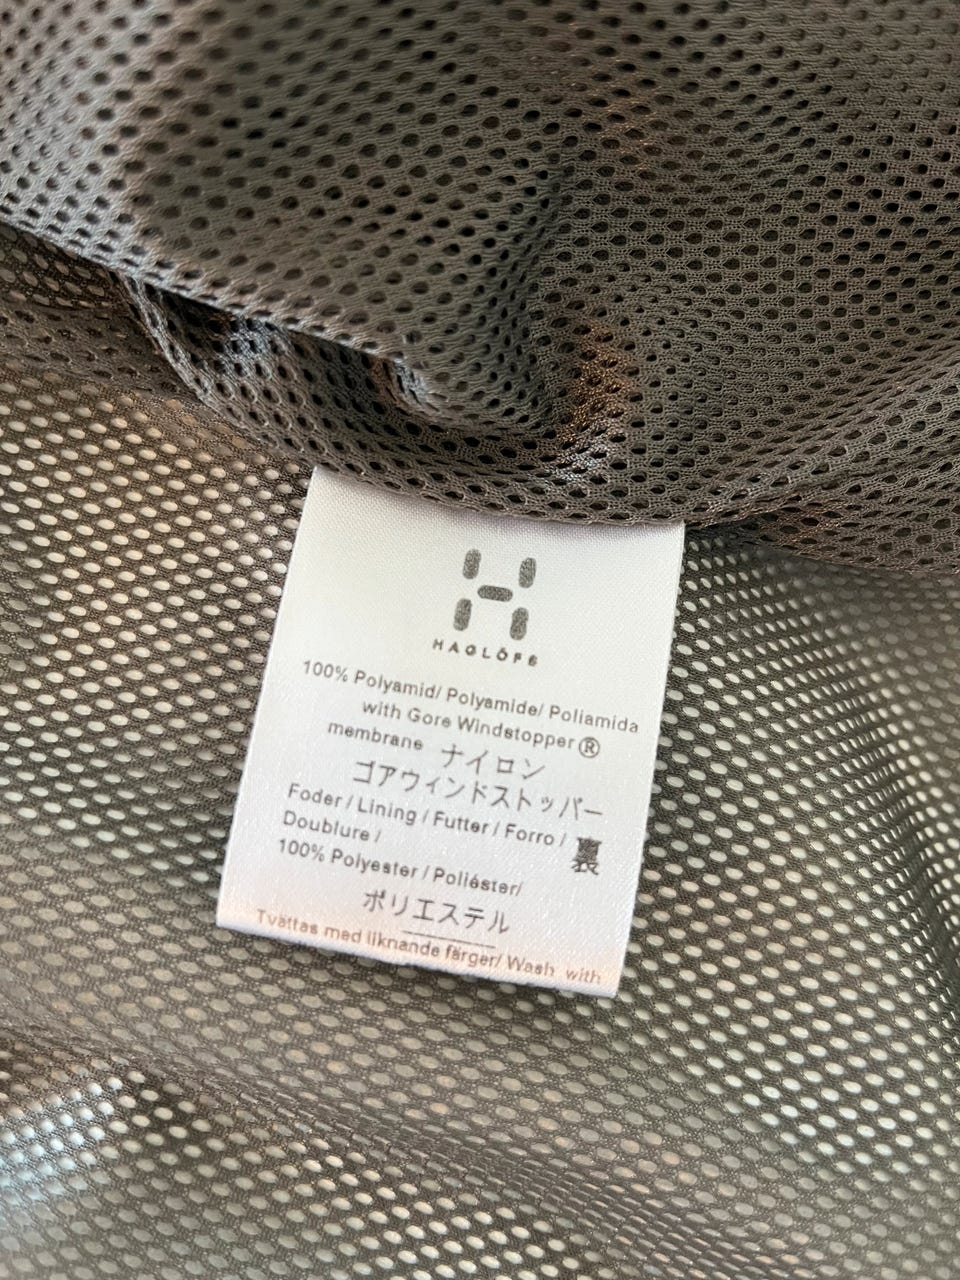 HAGLÖFS
100% Polyamid/ Polyamide/ Poliamida
with Gore Windstopper®
membrane ナイロン
ゴアウィンドストッパー
Foder / Lining / Futter / Forro / 裏
Doublure /
100% Polyester / Poliéster/
ポリエステル
Tvättas med liknande färger/ Wash with